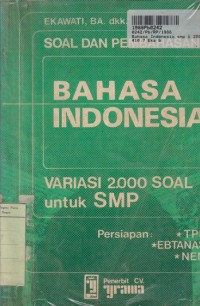 EKAWATI, BA. dkk.
SOAL DAN PE
BAHASA
INDONESIA
VARIASI 2.000 SOAL
untuk SMP
Persiapan: ★TP
★EBTANAS
★NE
Penerbit CV.
yrama